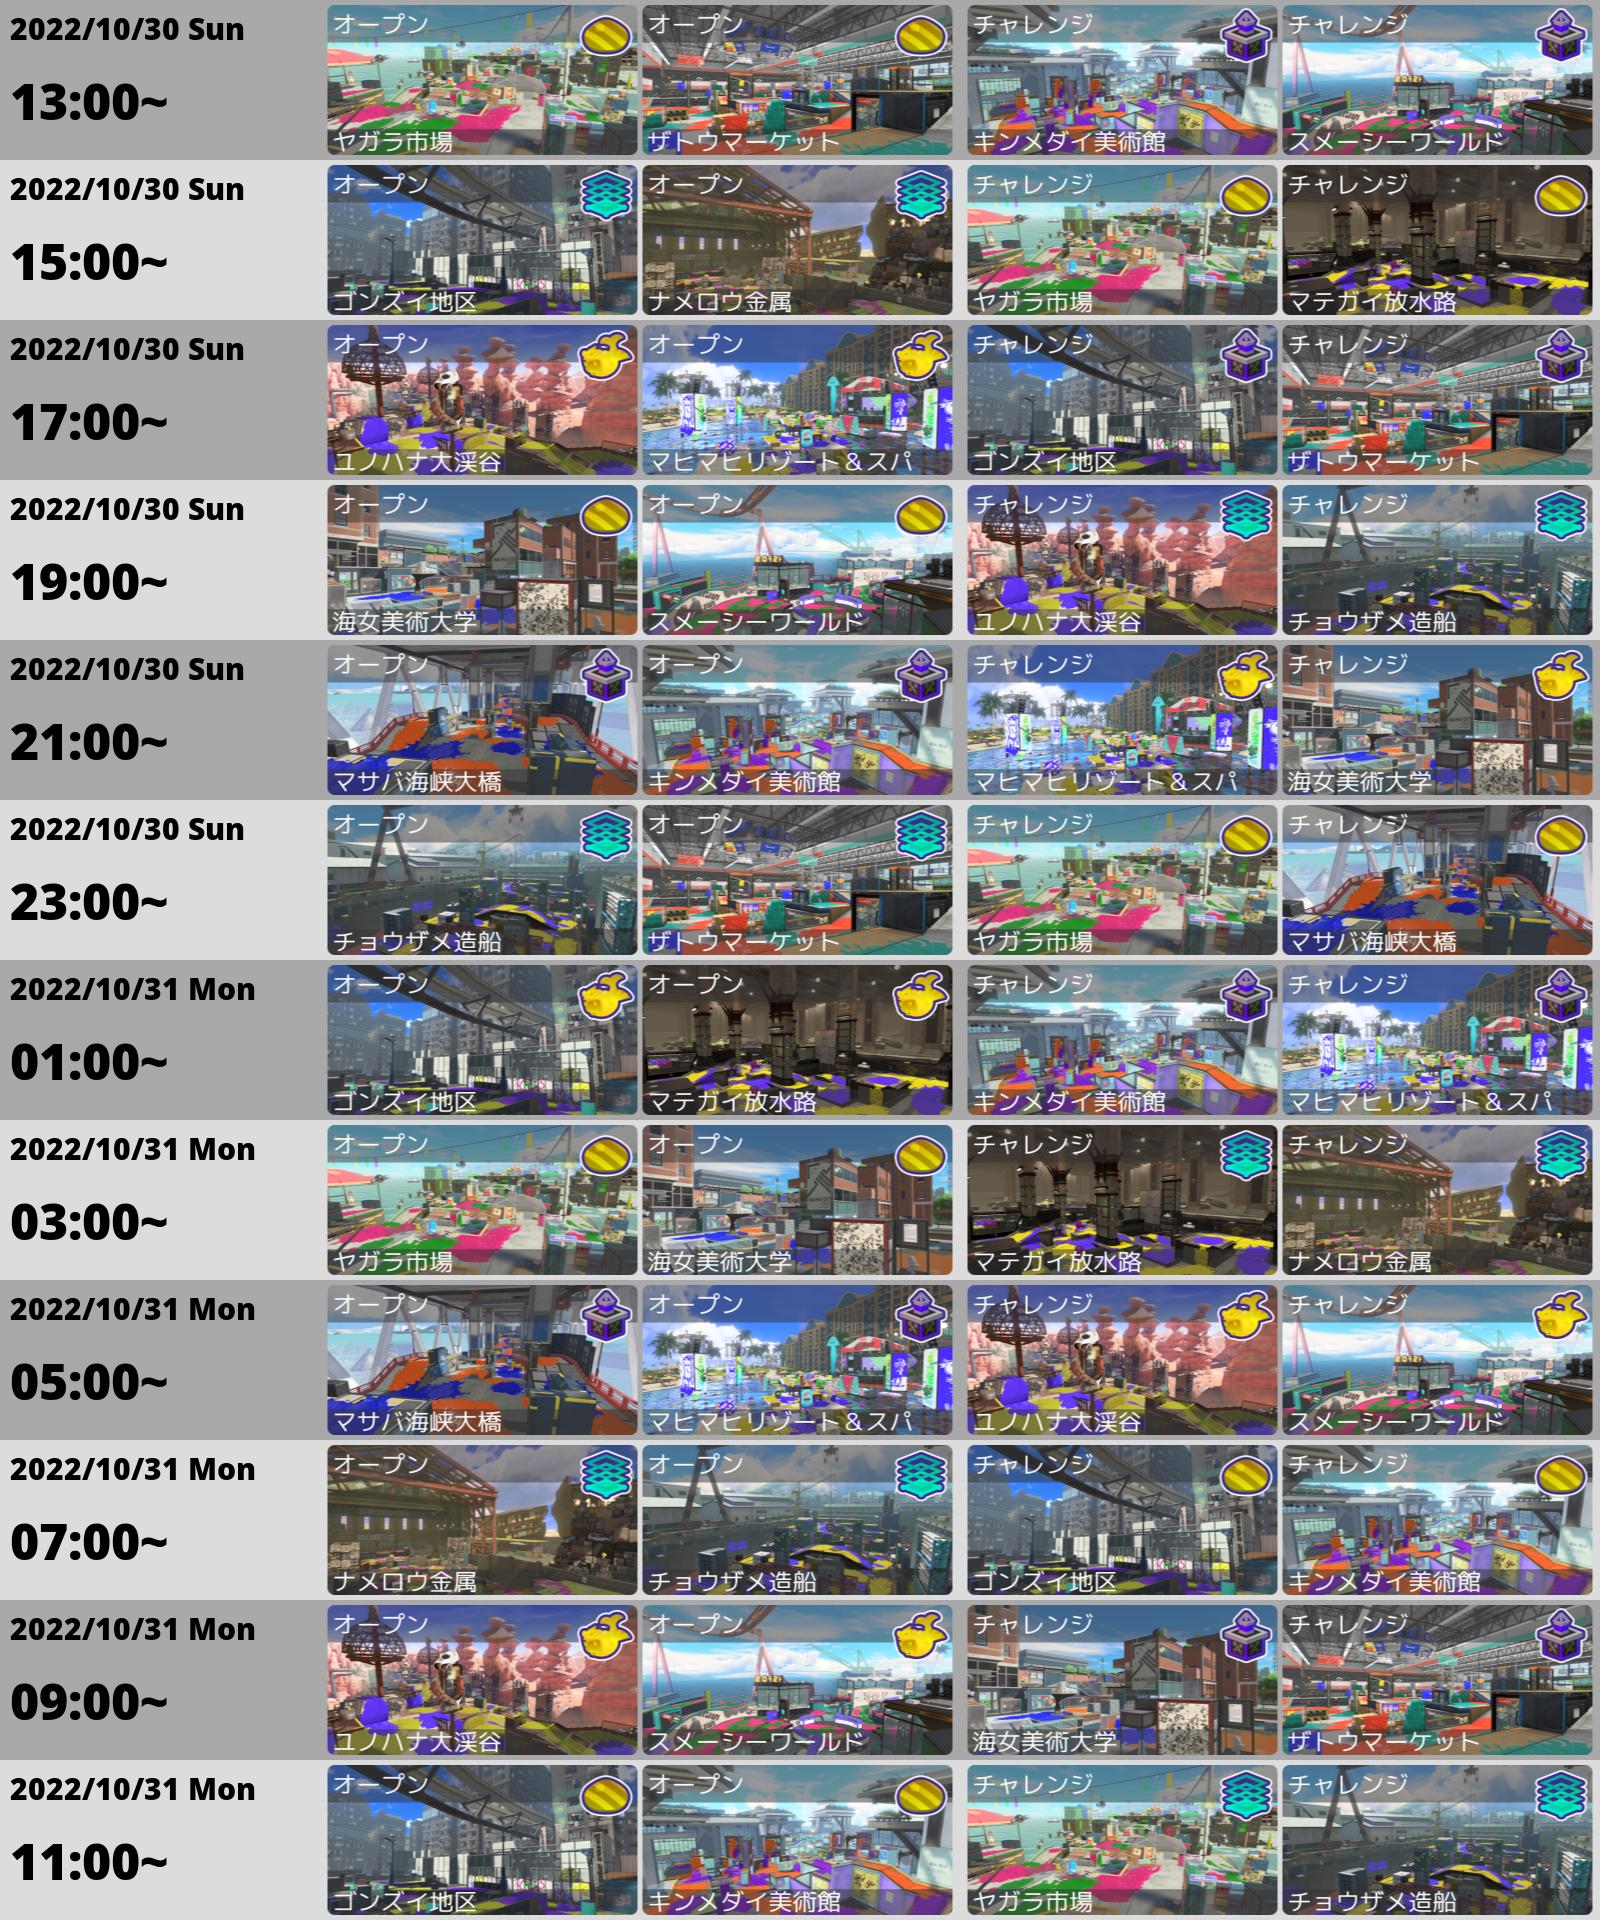 2022/10/30 Sun
13:00~
オープン
ヤガラ市場
オープン
ザトウマーケット
チャレンジ
キンメダイ美術館
チャレンジ
スメーシーワールド
2022/10/30 Sun
15:00~
オープン
ゴンズイ地区
オープン
ナメロウ金属
チャレンジ
ヤガラ市場
チャレンジ
マテガイ放水路
2022/10/30 Sun
17:00~
オープン
ユノハナ大渓谷
オープン
マヒマヒリゾート＆スパ
チャレンジ
ゴンズイ地区
チャレンジ
ザトウマーケット
2022/10/30 Sun
19:00~
オープン
海女美術大学
オープン
スメーシーワールド
チャレンジ
ユノハナ大渓谷
チャレンジ
チョウザメ造船
2022/10/30 Sun
21:00~
オープン
マサバ海峡大橋
オープン
キンメダイ美術館
チャレンジ
マヒマヒリゾート＆スパ
チャレンジ
海女美術大学
2022/10/30 Sun
23:00~
オープン
チョウザメ造船
オープン
ザトウマーケット
チャレンジ
ヤガラ市場
チャレンジ
マサバ海峡大橋
2022/10/31 Mon
01:00~
オープン
ゴンズイ地区
オープン
マテガイ放水路
チャレンジ
キンメダイ美術館
チャレンジ
マヒマヒリゾート＆スパ
2022/10/31 Mon
03:00~
オープン
ヤガラ市場
オープン
海女美術大学
チャレンジ
マテガイ放水路
チャレンジ
ナメロウ金属
2022/10/31 Mon
05:00~
オープン
マサバ海峡大橋
オープン
マヒマヒリゾート＆スパ
チャレンジ
ユノハナ大渓谷
チャレンジ
スメーシーワールド
2022/10/31 Mon
07:00~
オープン
ナメロウ金属
オープン
チョウザメ造船
チャレンジ
ゴンズイ地区
チャレンジ
キンメダイ美術館
2022/10/31 Mon
09:00~
オープン
ユノハナ大渓谷
オープン
スメーシーワールド
チャレンジ
海女美術大学
チャレンジ
ザトウマーケット
2022/10/31 Mon
11:00~
オープン
ゴンズイ地区
オープン
キンメダイ美術館
チャレンジ
ヤガラ市場
チャレンジ
チョウザメ造船